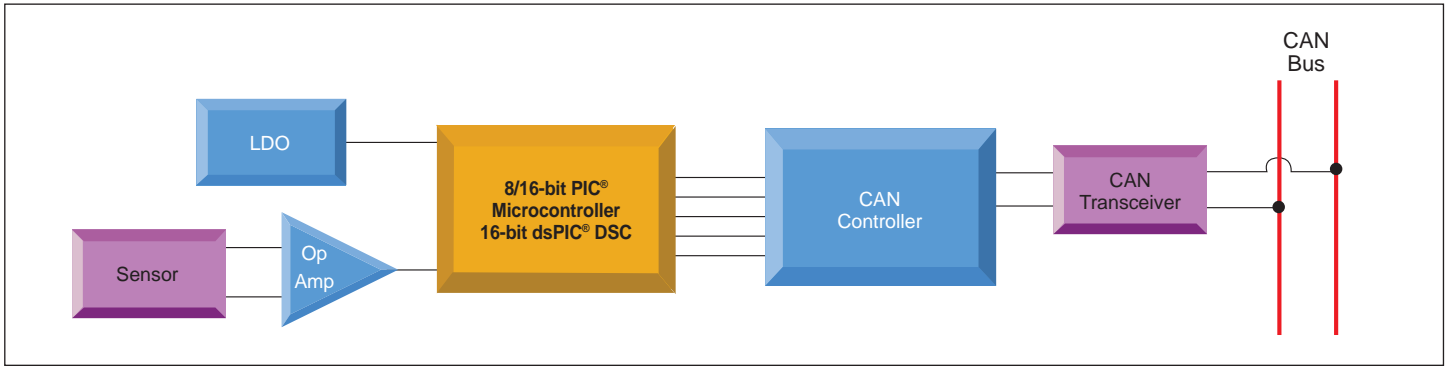 CAN
Bus
LDO
8/16-bit PIC®
Microcontroller
16-bit dsPIC® DSC
CAN
Controller
CAN
Transceiver
Op
Amp
Sensor